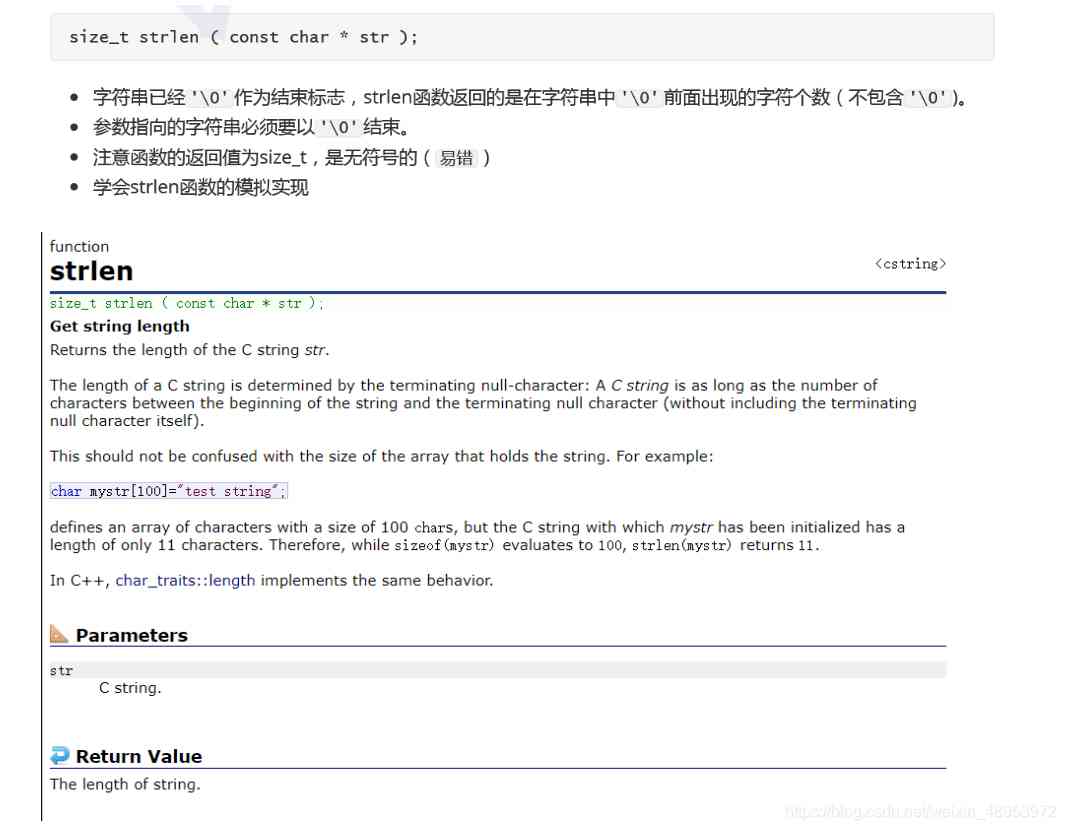 size_t strlen ( const char * str );
字符串已经 '\0' 作为结束标志，strlen函数返回的是在字符串中 '\0' 前面出现的字符个数（不包含 '\0' )。
参数指向的字符串必须要以 '\0' 结束。
注意函数的返回值为size_t，是无符号的（ 易错 ）
学会strlen函数的模拟实现
function
strlen
<cstring>
size_t strlen ( const char * str );
Get string length
Returns the length of the C string str.
The length of a C string is determined by the terminating null-character: A C string is as long as the number of
characters between the beginning of the string and the terminating null character (without including the terminating
null character itself).
This should not be confused with the size of the array that holds the string. For example:
char mystr[100]="test string";
defines an array of characters with a size of 100 chars, but the C string with which mystr has been initialized has a
length of only 11 characters. Therefore, while sizeof(mystr) evaluates to 100, strlen(mystr) returns 11.
In C++, char_traits::length implements the same behavior.
Parameters
str
C string.
Return Value
The length of string.